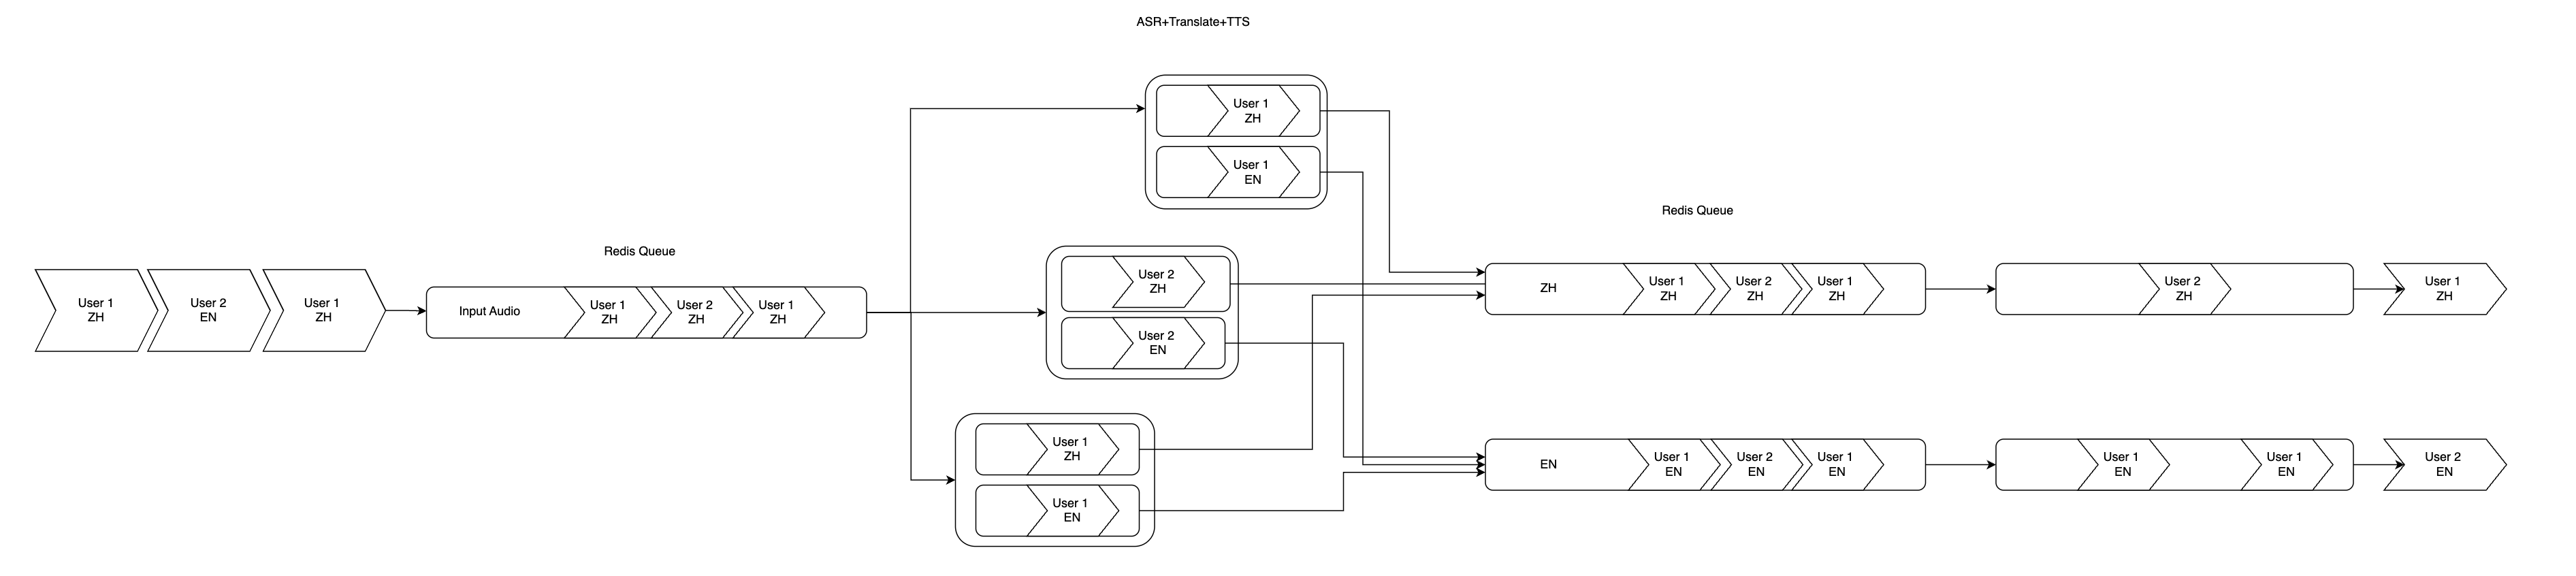 ASR+Translate+TTS
User 1
ZH
User 1
EN
Redis Queue
Redis Queue
User 1
ZH
User 2
EN
User 1
ZH
Input Audio
User 1
ZH
User 2
ZH
User 1
ZH
User 2
ZH
User 2
EN
User 1
ZH
User 1
EN
ZH
User 1
ZH
User 2
ZH
User 1
ZH
User 2
ZH
User 1
ZH
EN
User 1
EN
User 2
EN
User 1
EN
User 1
EN
User 1
EN
User 2
EN